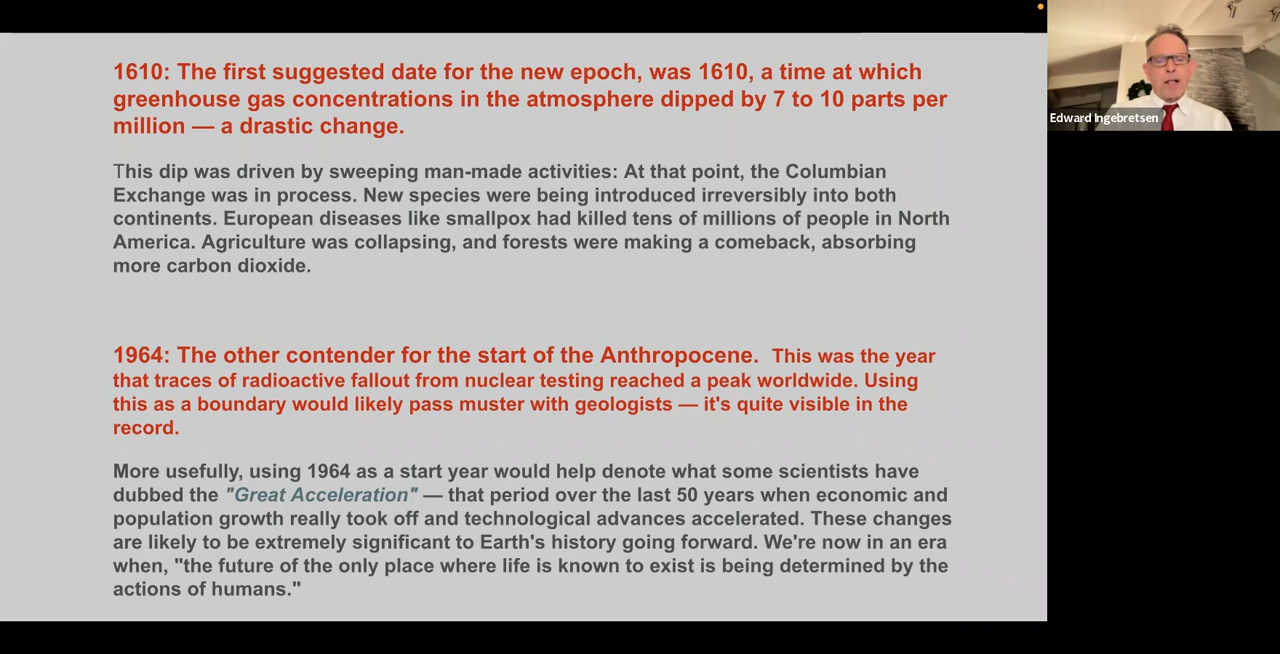 1610: The first suggested date for the new epoch, was 1610, a time at which
greenhouse gas concentrations in the atmosphere dipped by 7 to 10 parts per
million — a drastic change.
This dip was driven by sweeping man-made activities: At that point, the Columbian
Exchange was in process. New species were being introduced irreversibly into both
continents. European diseases like smallpox had killed tens of millions of people in North
America. Agriculture was collapsing, and forests were making a comeback, absorbing
more carbon dioxide.
1964: The other contender for the start of the Anthropocene. This was the year
that traces of radioactive fallout from nuclear testing reached a peak worldwide. Using
this as a boundary would likely pass muster with geologists — it's quite visible in the
record.
More usefully, using 1964 as a start year would help denote what some scientists have
dubbed the "Great Acceleration" — that period over the last 50 years when economic and
population growth really took off and technological advances accelerated. These changes
are likely to be extremely significant to Earth's history going forward. We're now in an era
when, "the future of the only place where life is known to exist is being determined by the
actions of humans."
Edward Ingebretsen